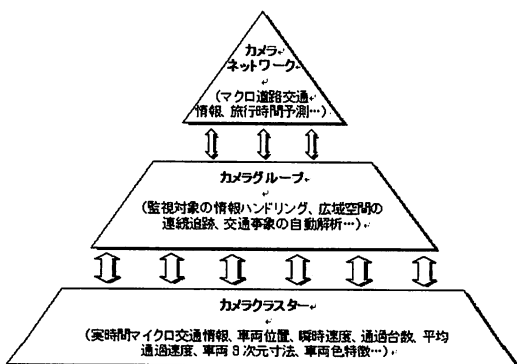 カメラ
ネットワーク
(マクロ道路交通
情報、旅行時間予測…)
カメラグループ
(監視対象の情報ハンドリング、広域空間の
連続追跡、交通事象の自動解析…)
カメラクラスター
(実時間マイクロ交通情報、車両位置、瞬時速度、通過台数、平均
通過速度、車両3次元寸法、車両色特徴…)